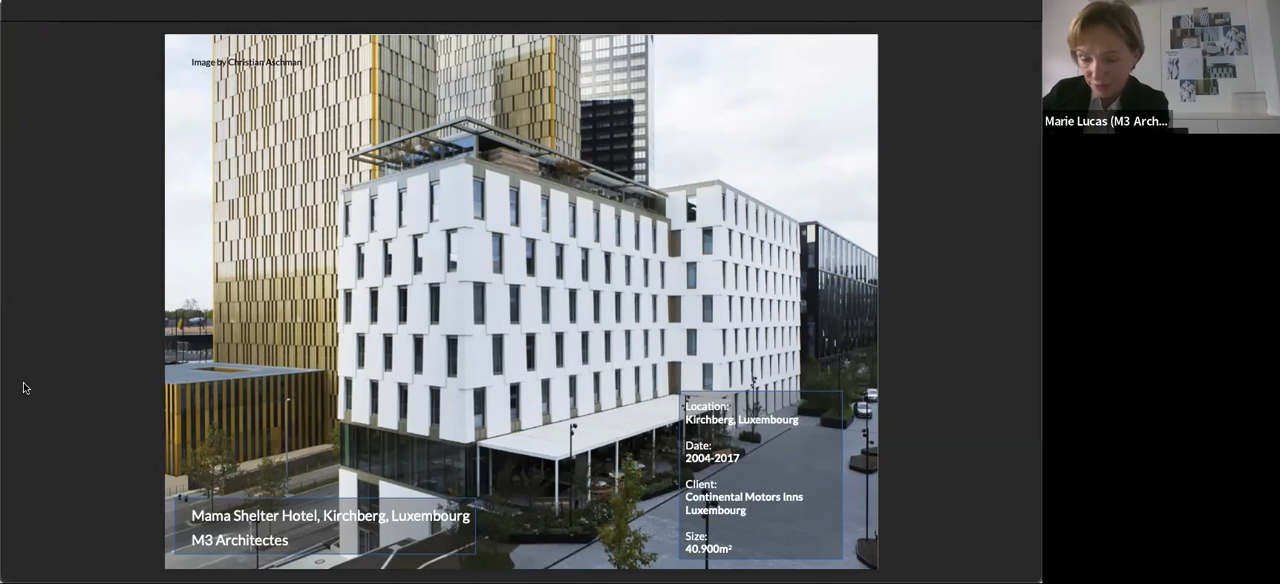 Image by Christian Aschman
Marie Lucas (M3 Arch...
Location:
Kirchberg, Luxembourg
Date:
2004-2017
Client:
Continental Motors Inns
Luxembourg
Size:
40.900m²
Mama Shelter Hotel, Kirchberg, Luxembourg
M3 Architectes